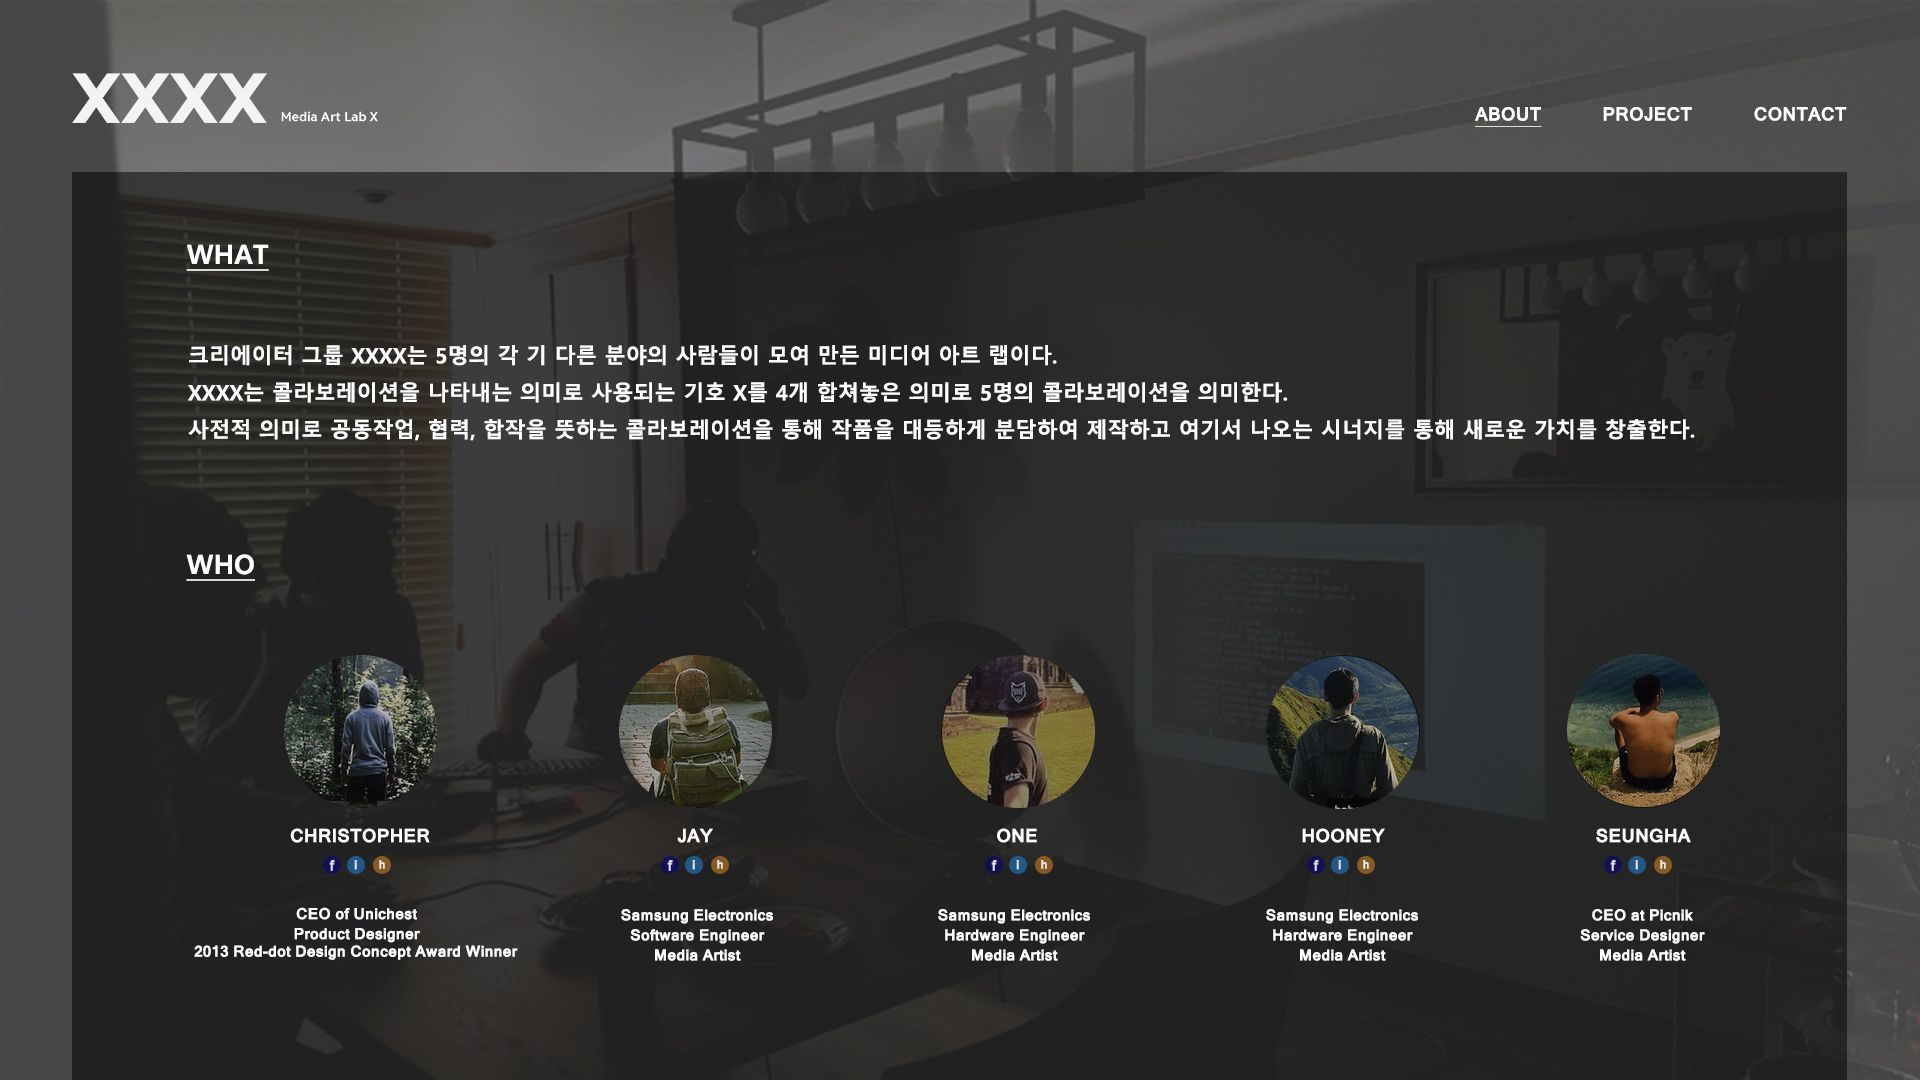 XXXX Media Art Lab X
ABOUT PROJECT CONTACT
WHAT
크리에이터 그룹 XXXX는 5명의 각 기 다른 분야의 사람들이 모여 만든 미디어 아트 랩이다.
XXXX는 콜라보레이션을 나타내는 의미로 사용되는 기호 X를 4개 합쳐놓은 의미로 5명의 콜라보레이션을 의미한다.
사전적 의미로 공동작업, 협력, 합작을 뜻하는 콜라보레이션을 통해 작품을 대등하게 분담하여 제작하고 여기서 나오는 시너지를 통해 새로운 가치를 창출한다.
WHO
CHRISTOPHER
f i h
CEO of Unichest
Product Designer
2013 Red-dot Design Concept Award Winner
JAY
f i h
Samsung Electronics
Software Engineer
Media Artist
ONE
f i h
Samsung Electronics
Hardware Engineer
Media Artist
HOONEY
f i h
Samsung Electronics
Hardware Engineer
Media Artist
SEUNGHA
f i h
CEO at Picnik
Service Designer
Media Artist